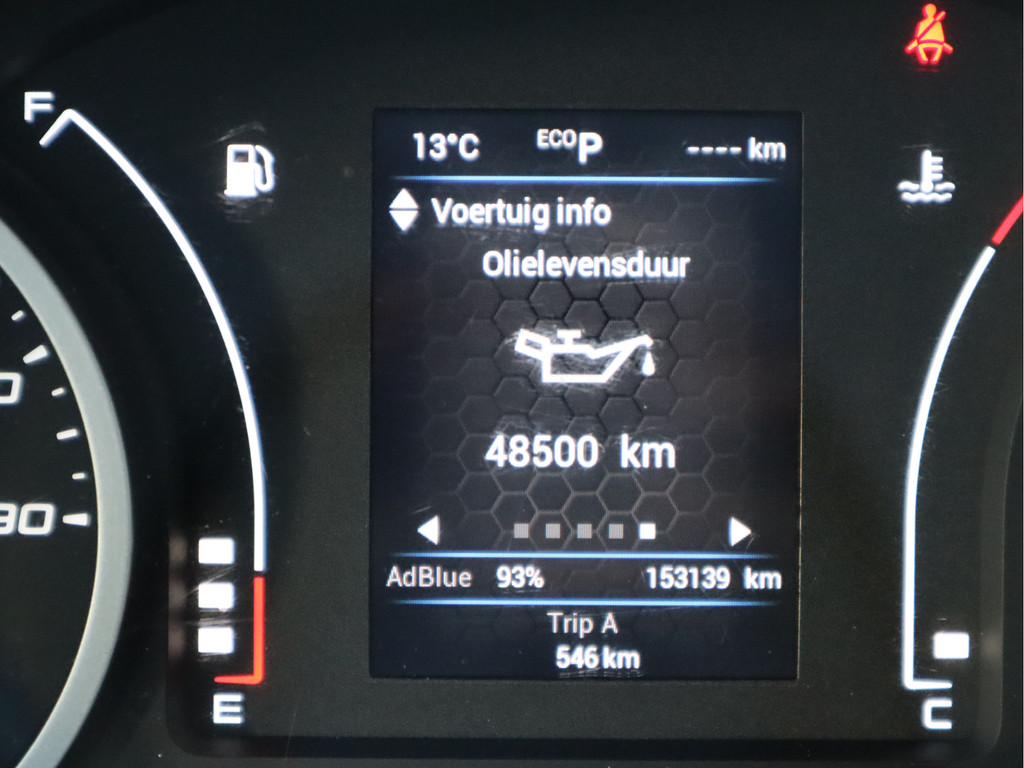 F
13°C ECO P ---- km
Voertuig info
Olielevensduur
48500 km
AdBlue 93% 153139 km
Trip A
546 km
E
C